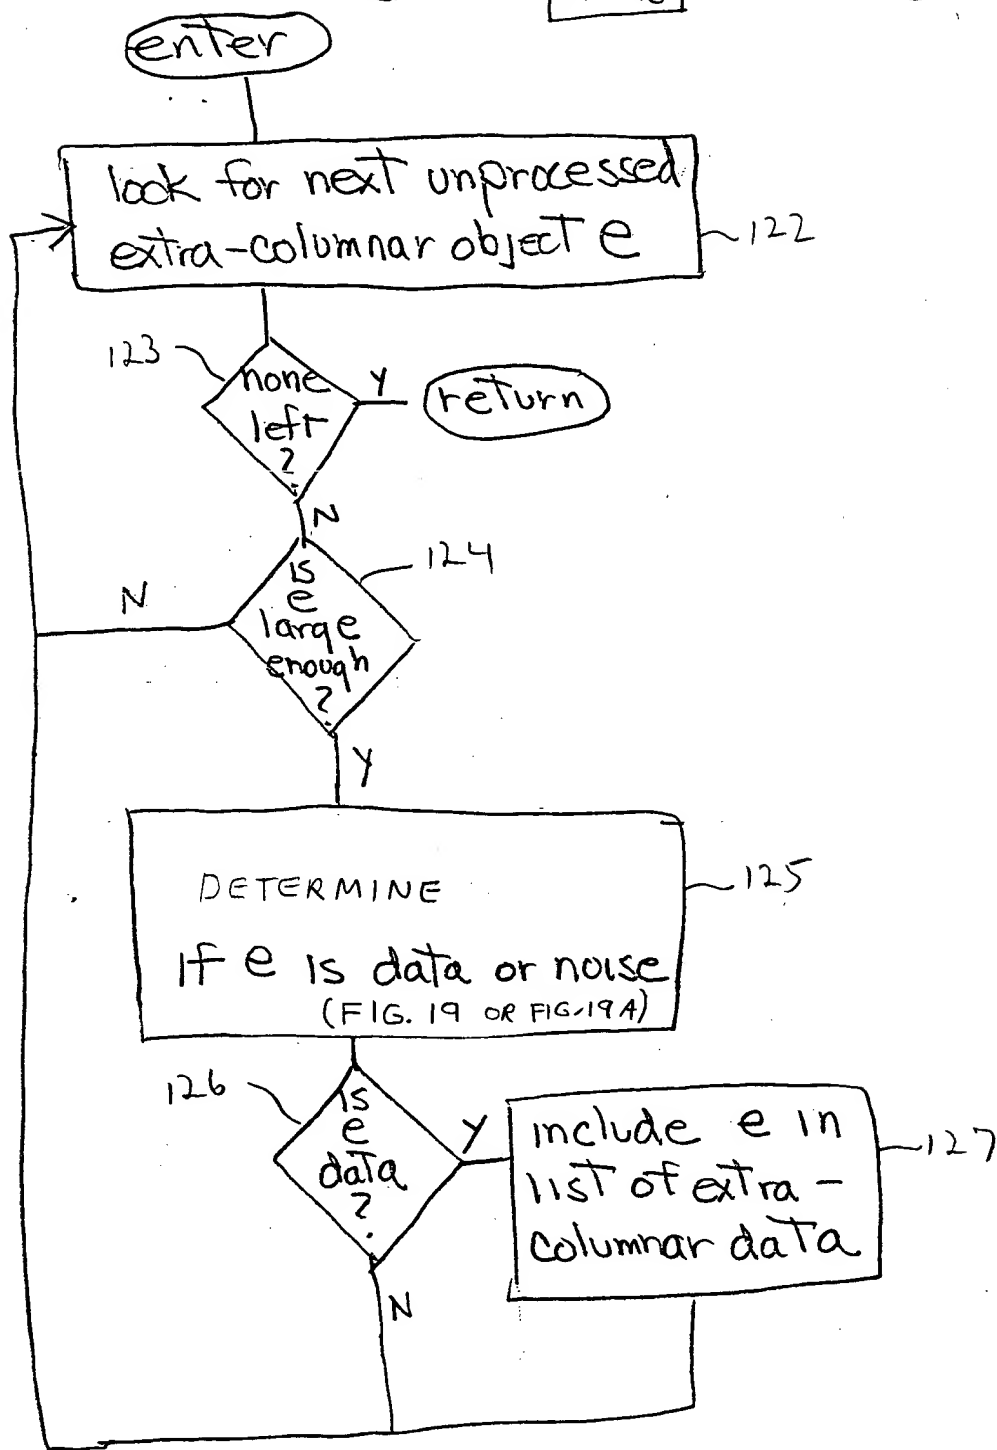 enter
look for next unprocessed
extra-columnar object e
122
123
none
left
?
Y
return
N
124
is
e
large
enough
?
N
Y
DETERMINE
If e is data or noise
(FIG. 19 OR FIG. 19A)
125
126
is
e
data
?
Y
include e in
list of extra-
columnar data
127
N